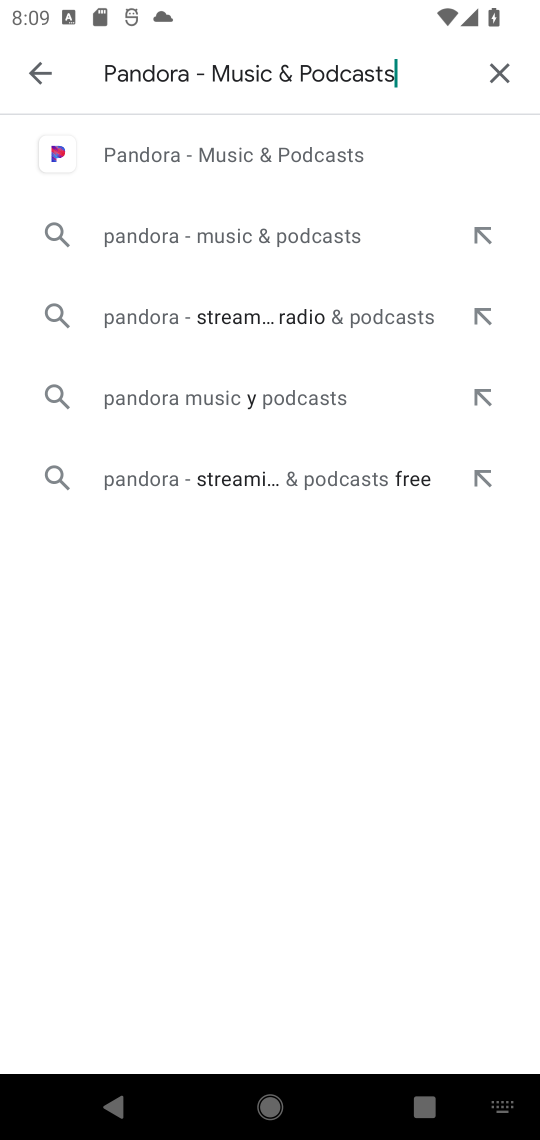 8:09
Pandora - Music & Podcasts
Pandora - Music & Podcasts
pandora - music & podcasts
pandora - stream... radio & podcasts
pandora music y podcasts
pandora - streami... & podcasts free